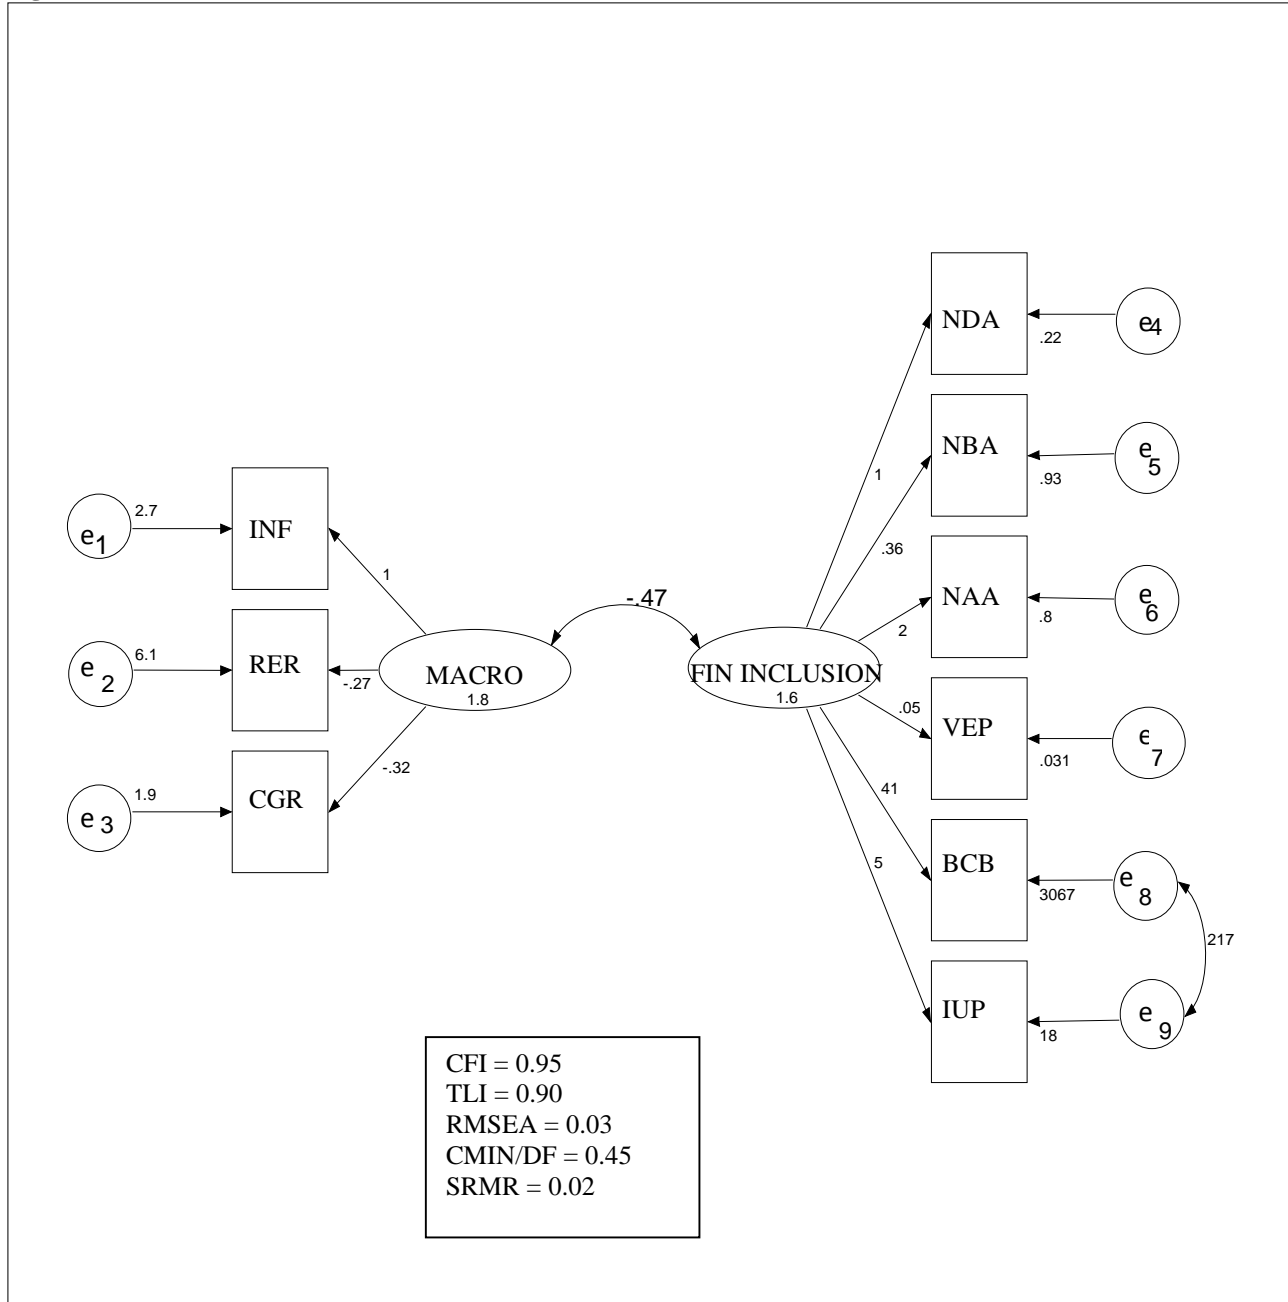 NDA
e4
.22
NBA
e5
.93
1
INF
e1
2.7
.36
NAA
e6
.8
1
2
-.47
RER
e2
6.1
-.27
MACRO
1.8
FIN INCLUSION
1.6
.05
VEP
e7
.031
-.32
CGR
e3
1.9
41
5
BCB
e8
3067
217
IUP
e9
18
CFI = 0.95
TLI = 0.90
RMSEA = 0.03
CMIN/DF = 0.45
SRMR = 0.02